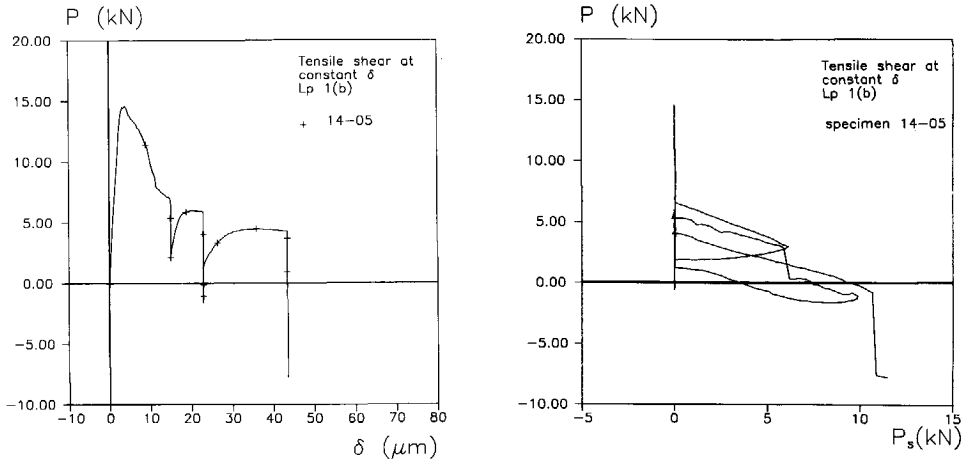 P (kN)
20.00
15.00
10.00
5.00
0.00
−5.00
−10.00
−10 0 10 20 30 40 50 60 70 80
δ (μm)
Tensile shear at
constant δ
Lp 1(b)
+ 14−05
P (kN)
20.00
15.00
10.00
5.00
0.00
−5.00
−10.00
−5 0 5 10 15
Ps(kN)
Tensile shear at
constant δ
Lp 1(b)
specimen 14−05